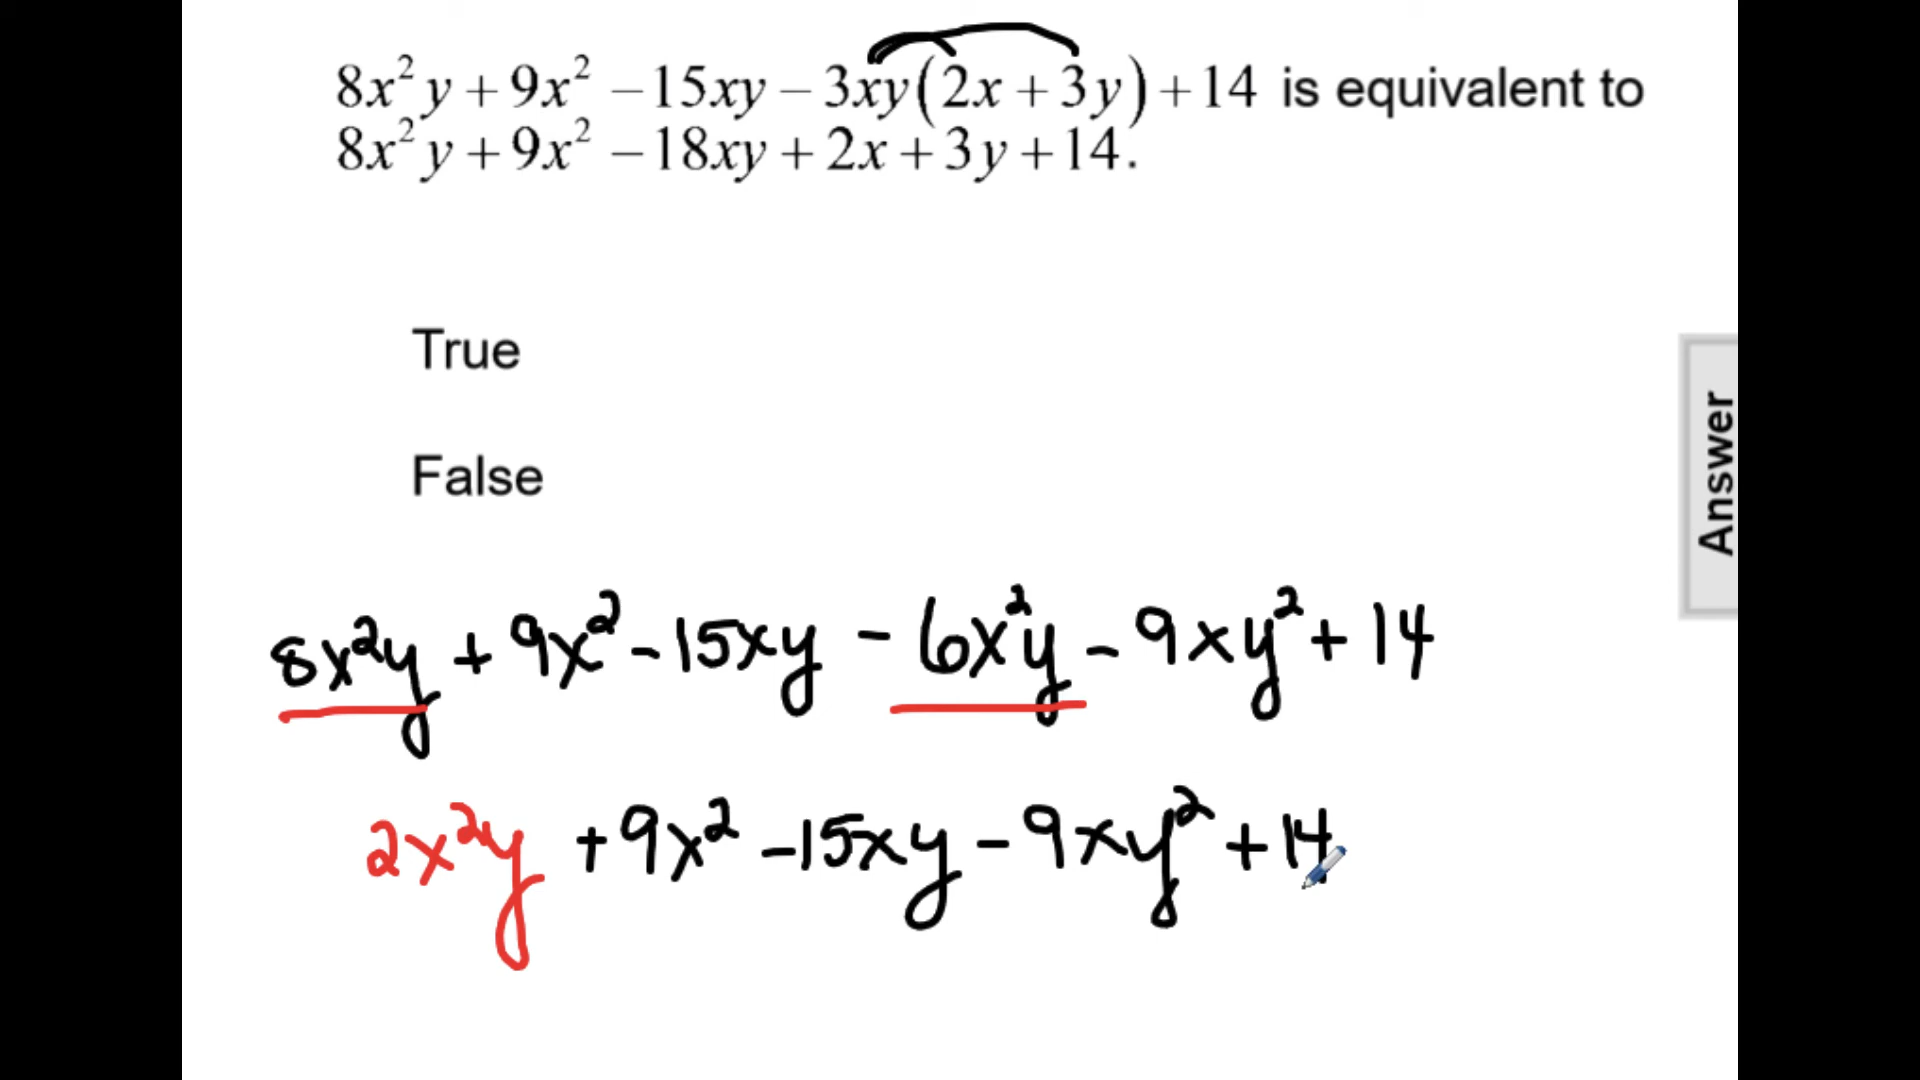 8x²y + 9x² − 15xy − 3xy(2x + 3y) + 14 is equivalent to
8x²y + 9x² − 18xy + 2x + 3y + 14.
True
False
Answer
8x²y + 9x² - 15xy - 6x²y - 9xy² + 14
2x²y + 9x² - 15xy - 9xy² + 14